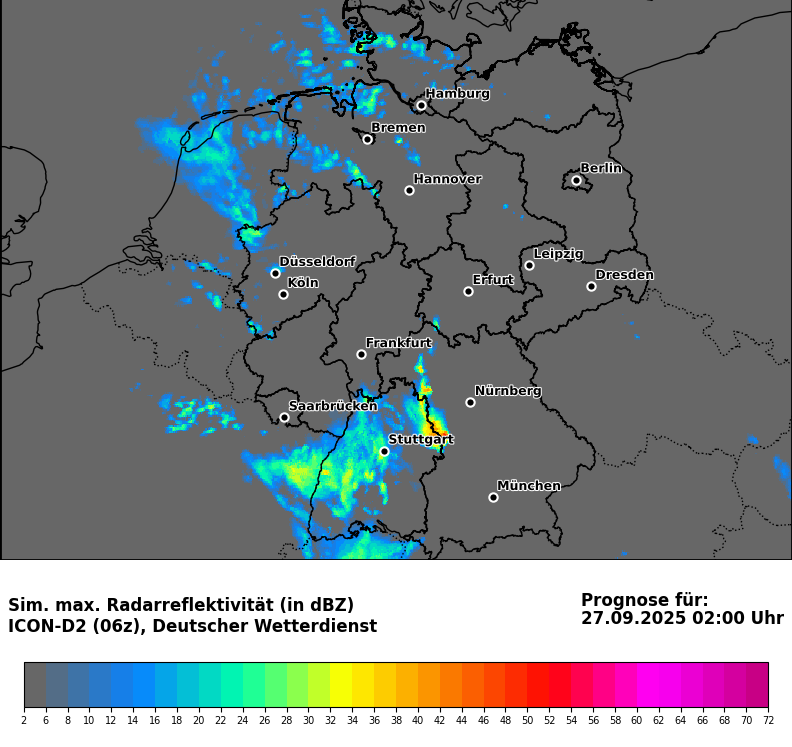 Hamburg
Bremen
Berlin
Hannover
Leipzig
Düsseldorf
Dresden
Köln
Erfurt
Frankfurt
Nürnberg
Saarbrücken
Stuttgart
München
Sim. max. Radarreflektivität (in dBZ)
ICON-D2 (06z), Deutscher Wetterdienst
Prognose für:
27.09.2025 02:00 Uhr
2 6 8 10 12 14 16 18 20 22 24 26 28 30 32 34 36 38 40 42 44 46 48 50 52 54 56 58 60 62 64 66 68 70 72